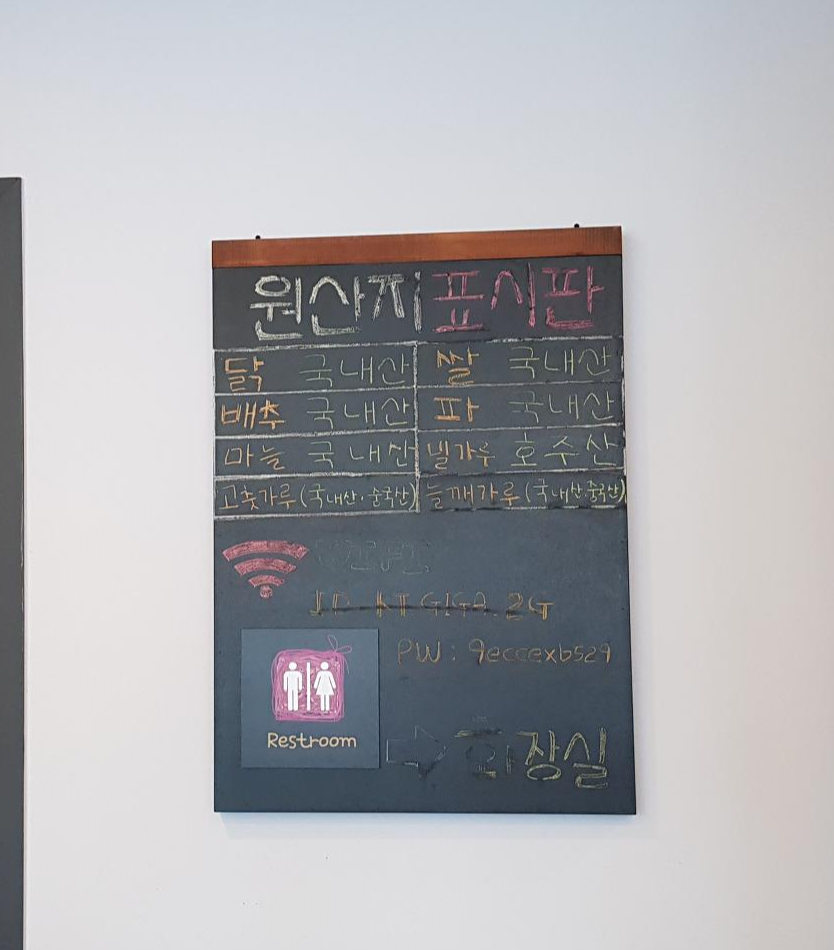 원산지 표시판
닭 국내산 쌀 국내산
배추 국내산 파 국내산
마늘 국내산 밀가루 호주산
고춧가루 (국내산·중국산) 들깨가루 (국내산·중국산)
ID KT GIGA 2G
PW : 9eccexb529
Restroom
화장실